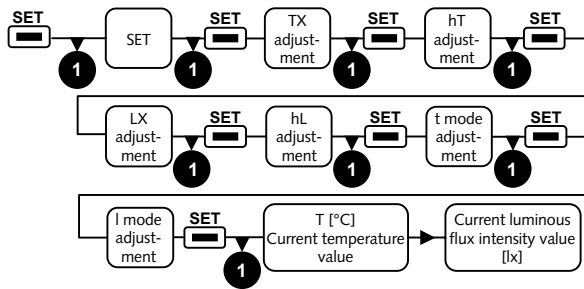 SET
1
SET
1
SET
TX
adjust-
ment
1
SET
hT
adjust-
ment
1
SET
LX
adjust-
ment
1
SET
hL
adjust-
ment
1
SET
t mode
adjust-
ment
1
SET
l mode
adjust-
ment
SET
1
T [°C]
Current temperature
value
Current luminous
flux intensity value
[lx]